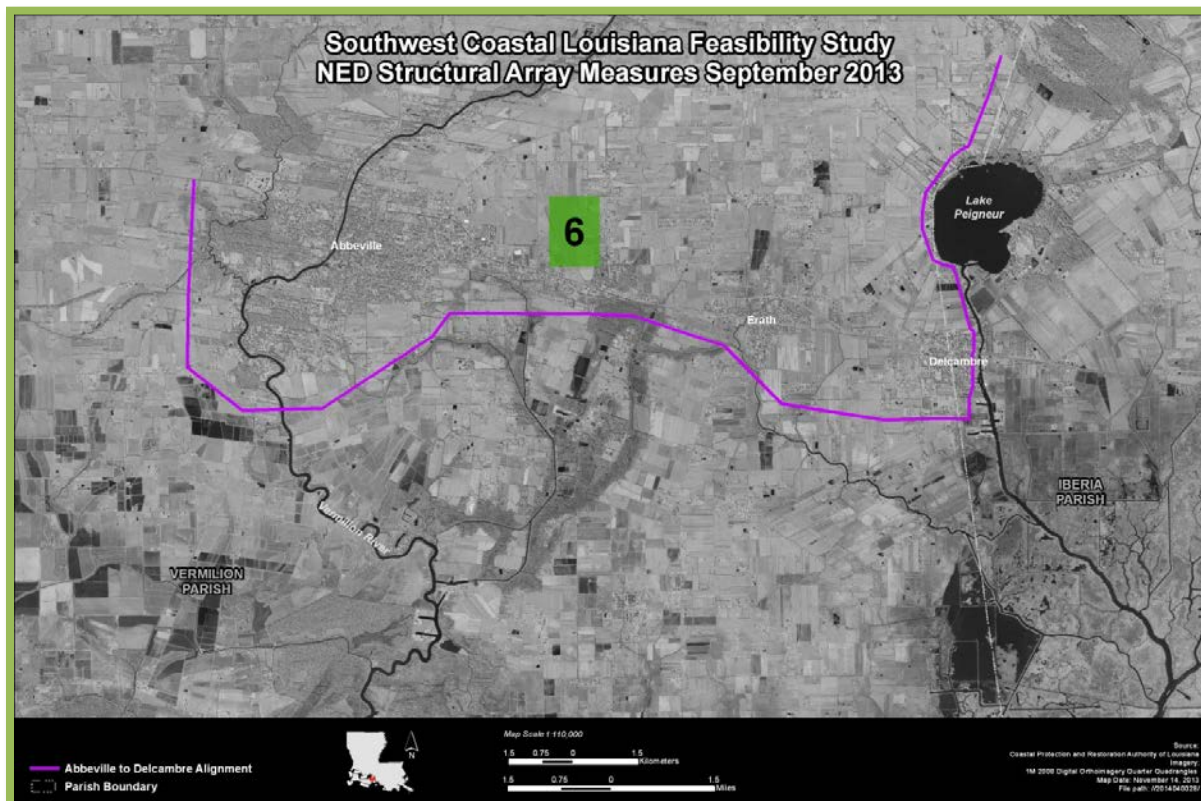 Southwest Coastal Louisiana Feasibility Study
NED Structural Array Measures September 2013
Lake
Peigneur
6
Abbeville
Erath
Delcambre
IBERIA
PARISH
Vermilion River
VERMILION
PARISH
Abbeville to Delcambre Alignment
Parish Boundary
N
Map Scale 1:110,000
1.5 0.75 0 1.5
Kilometers
1.5 0.75 0 1.5
Miles
Source:
Coastal Protection and Restoration Authority of Louisiana
Imagery:
1M 2008 Digital Orthoimagery Quarter Quadrangles
Map Date: November 14, 2013
File path: